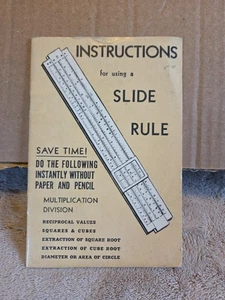 INSTRUCTIONS
for using a
SLIDE
RULE
SAVE TIME!
DO THE FOLLOWING
INSTANTLY WITHOUT
PAPER AND PENCIL
MULTIPLICATION
DIVISION
RECIPROCAL VALUES
SQUARES & CUBES
EXTRACTION OF SQUARE ROOT
EXTRACTION OF CUBE ROOT
DIAMETER OR AREA OF CIRCLE